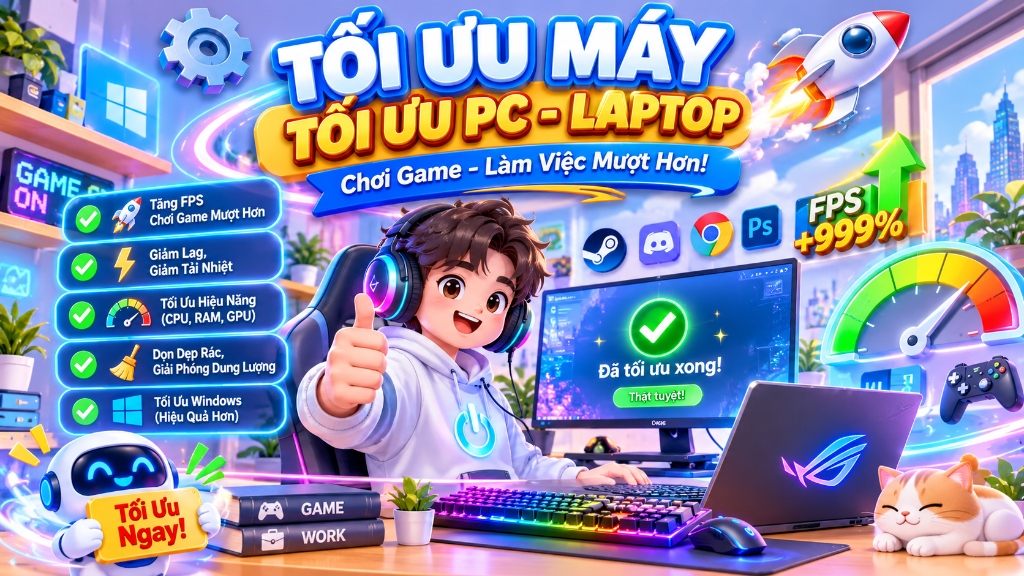 TỐI ƯU MÁY
TỐI ƯU PC - LAPTOP
Chơi Game - Làm Việc Mượt Hơn!
GAME
ON
Tăng FPS
Chơi Game Mượt Hơn
Giảm Lag,
Giảm Tải Nhiệt
Tối Ưu Hiệu Năng
(CPU, RAM, GPU)
Dọn Dẹp Rác,
Giải Phóng Dung Lượng
Tối Ưu Windows
(Hiệu Quả Hơn)
Ps
FPS
+999%
Đã tối ưu xong!
Thật tuyệt!
Tối Ưu
Ngay!
GAME
WORK